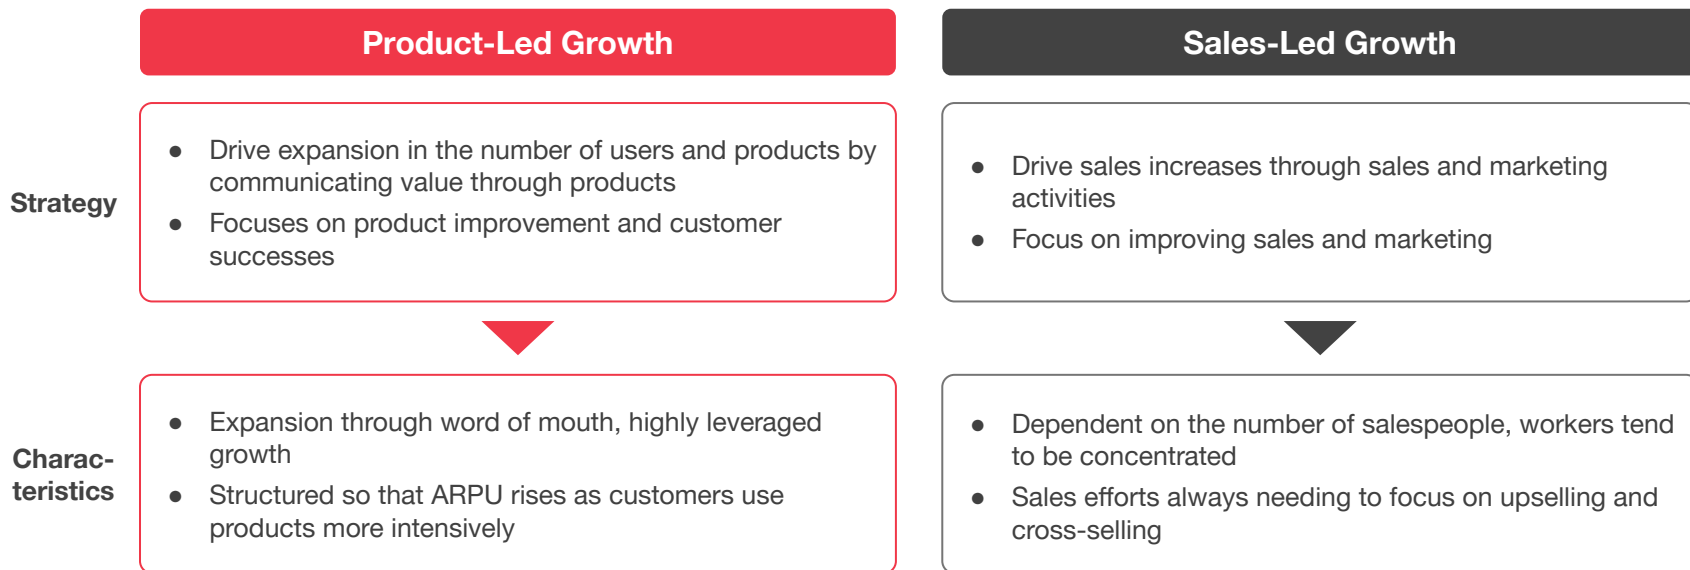 Product-Led Growth
Sales-Led Growth
Strategy
● Drive expansion in the number of users and products by
communicating value through products
● Focuses on product improvement and customer
successes
● Drive sales increases through sales and marketing
activities
● Focus on improving sales and marketing
Charac-
teristics
● Expansion through word of mouth, highly leveraged
growth
● Structured so that ARPU rises as customers use
products more intensively
● Dependent on the number of salespeople, workers tend
to be concentrated
● Sales efforts always needing to focus on upselling and
cross-selling